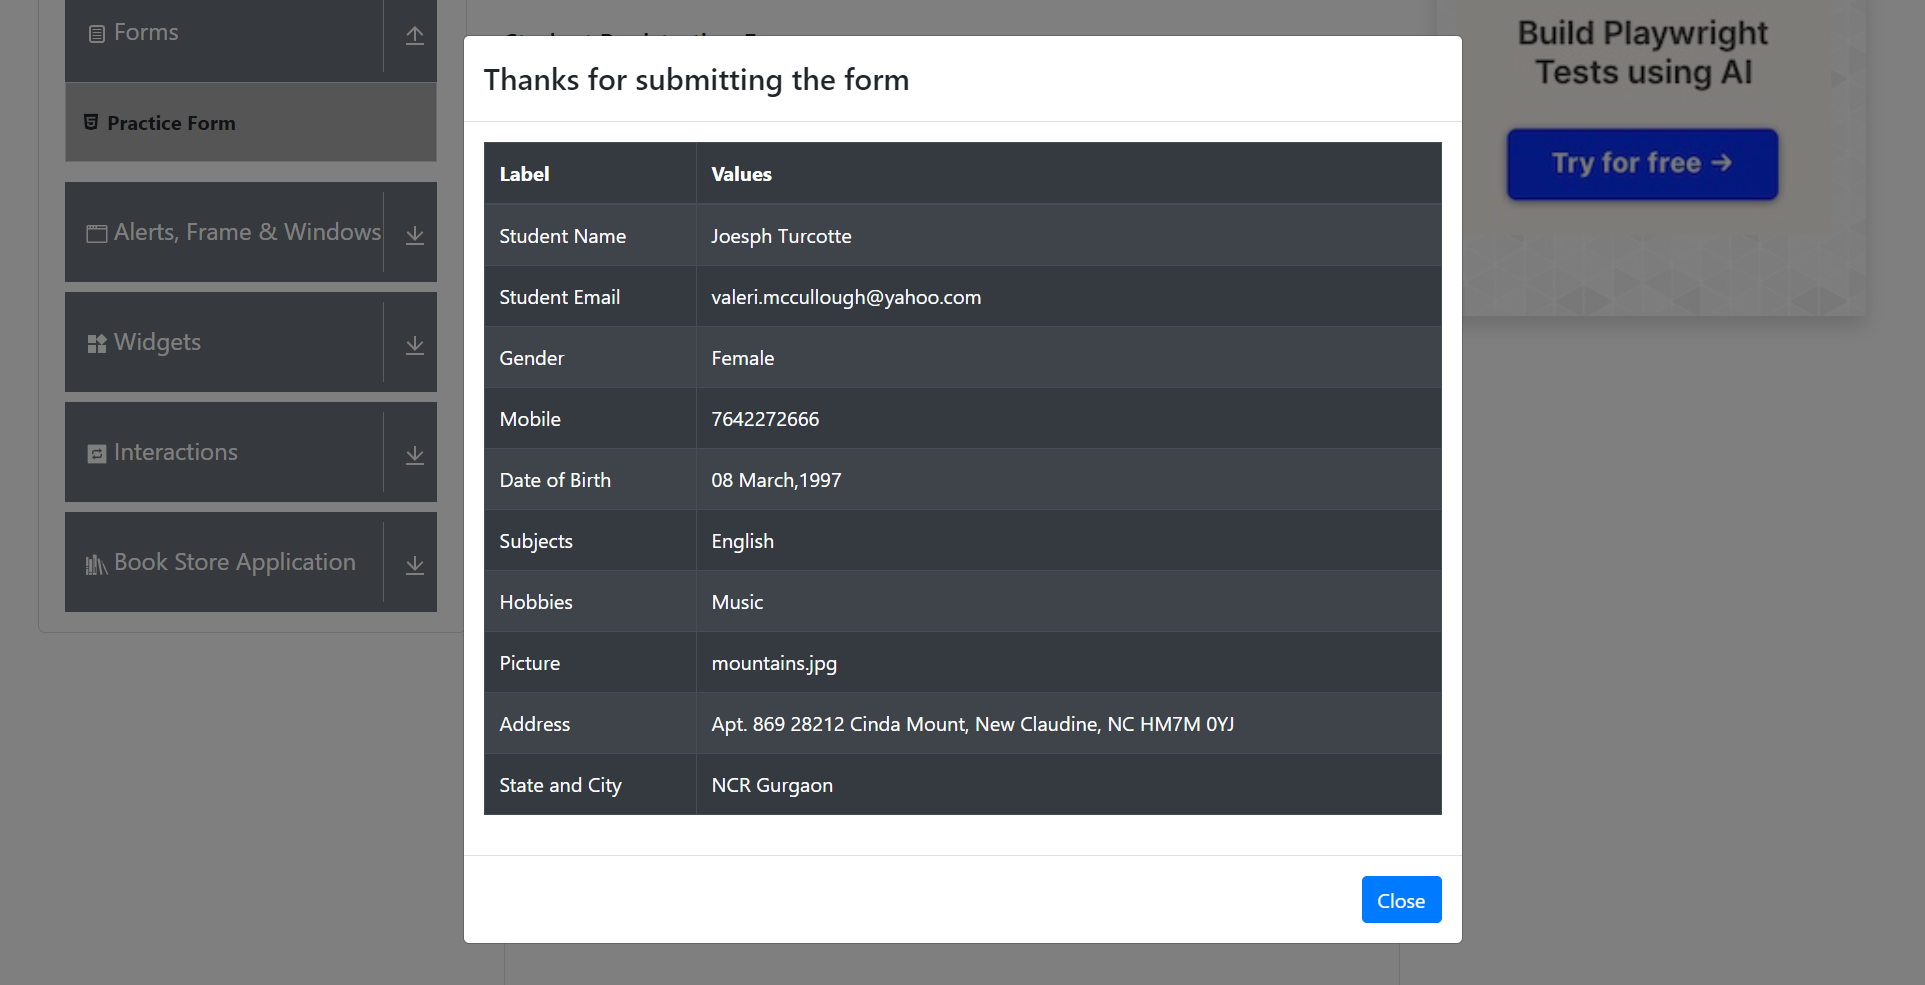 Forms
Practice Form
Alerts, Frame & Windows
Widgets
Interactions
Book Store Application
Thanks for submitting the form
Label Values
Student Name Joesph Turcotte
Student Email valeri.mccullough@yahoo.com
Gender Female
Mobile 7642272666
Date of Birth 08 March,1997
Subjects English
Hobbies Music
Picture mountains.jpg
Address Apt. 869 28212 Cinda Mount, New Claudine, NC HM7M 0YJ
State and City NCR Gurgaon
Close
Build Playwright
Tests using AI
Try for free →